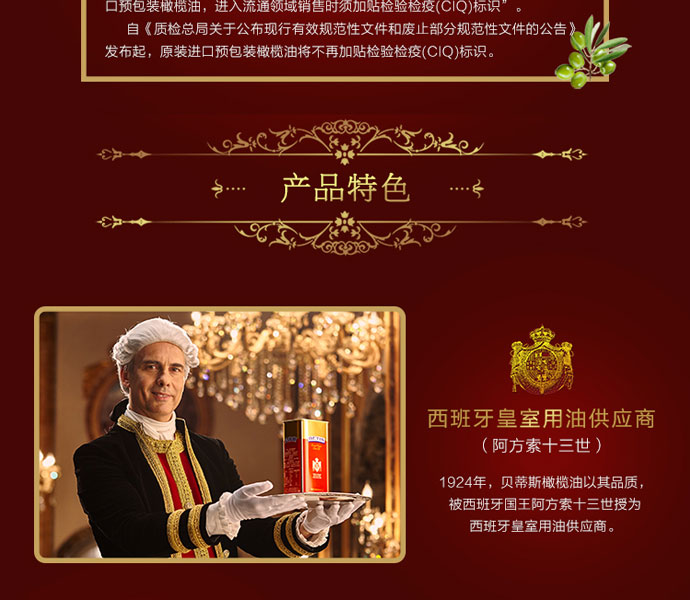 口预包装橄榄油，进入流通领域销售时须加贴检验检疫(CIQ)标识”。
自《质检总局关于公布现行有效规范性文件和废止部分规范性文件的公告》
发布起，原装进口预包装橄榄油将不再加贴检验检疫(CIQ)标识。
产品特色
西班牙皇室用油供应商
（阿方索十三世）
1924年，贝蒂斯橄榄油以其品质，
被西班牙国王阿方索十三世授为
西班牙皇室用油供应商。